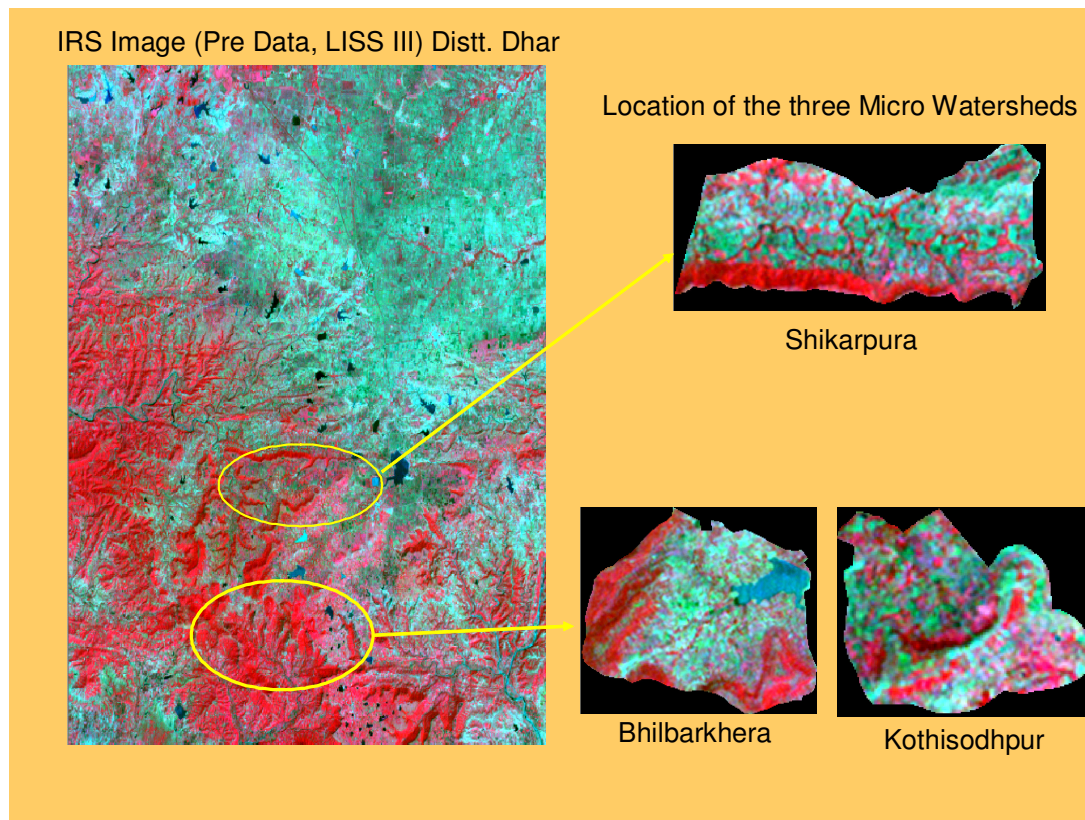 IRS Image (Pre Data, LISS III) Distt. Dhar
Location of the three Micro Watersheds
Shikarpura
Bhilbarkhera
Kothisodhpur